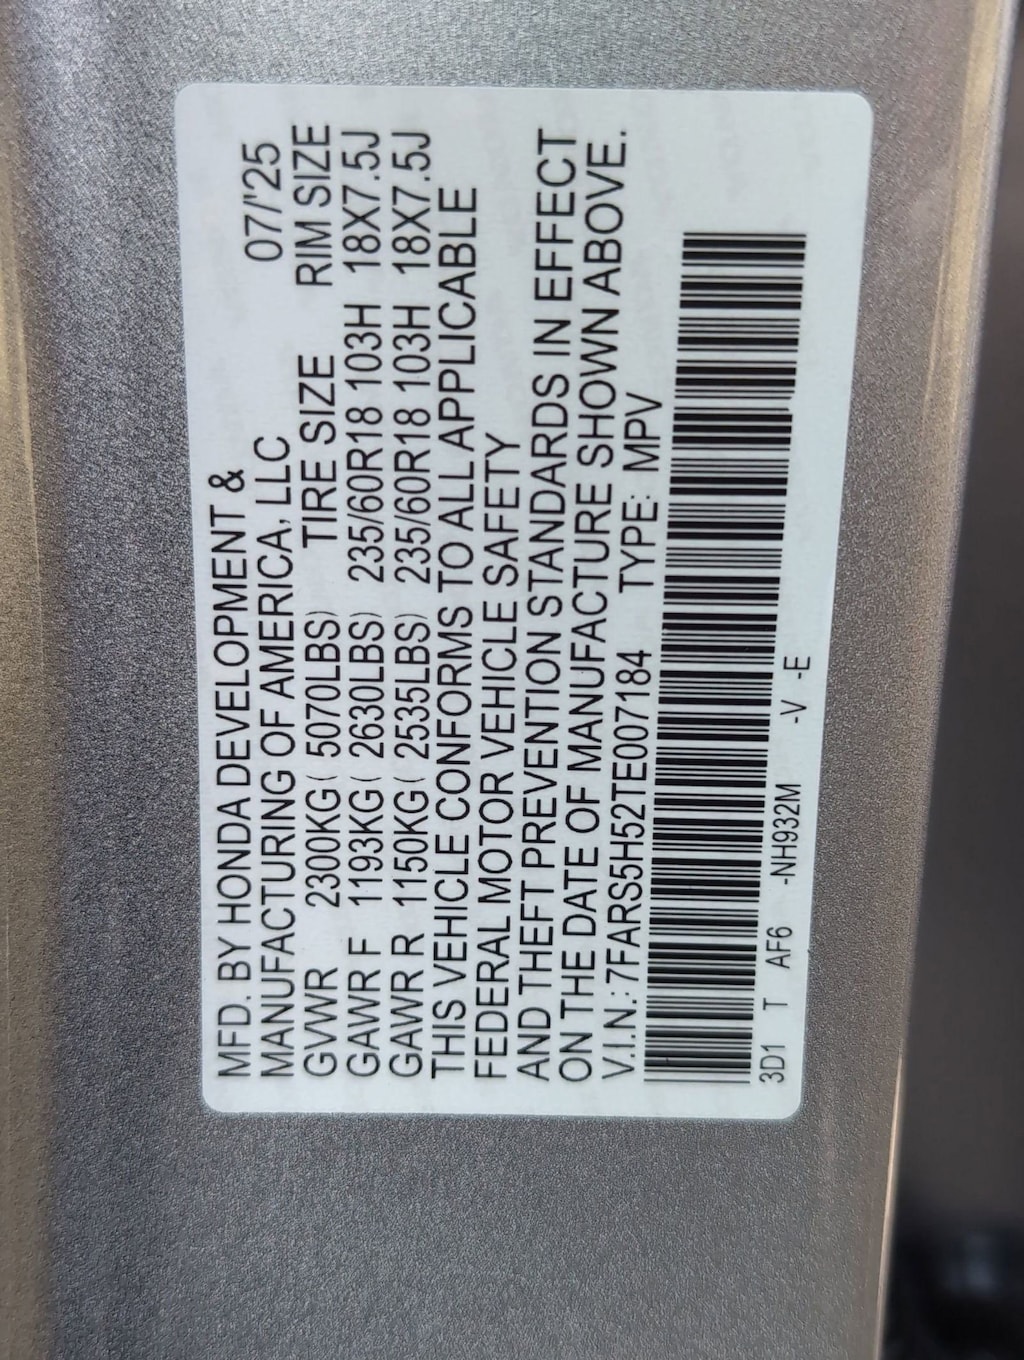 MFD. BY HONDA DEVELOPMENT &
MANUFACTURING OF AMERICA, LLC 07/'25
GVWR 2300KG ( 5070LBS) TIRE SIZE RIM SIZE
GAWR F 1193KG ( 2630LBS) 235/60R18 103H 18X7.5J
GAWR R 1150KG ( 2535LBS) 235/60R18 103H 18X7.5J
THIS VEHICLE CONFORMS TO ALL APPLICABLE
FEDERAL MOTOR VEHICLE SAFETY
AND THEFT PREVENTION STANDARDS IN EFFECT
ON THE DATE OF MANUFACTURE SHOWN ABOVE.
V.I.N.: 7FARS5H52TE007184 TYPE: MPV
3D1 T AF6 -NH932M -V -E